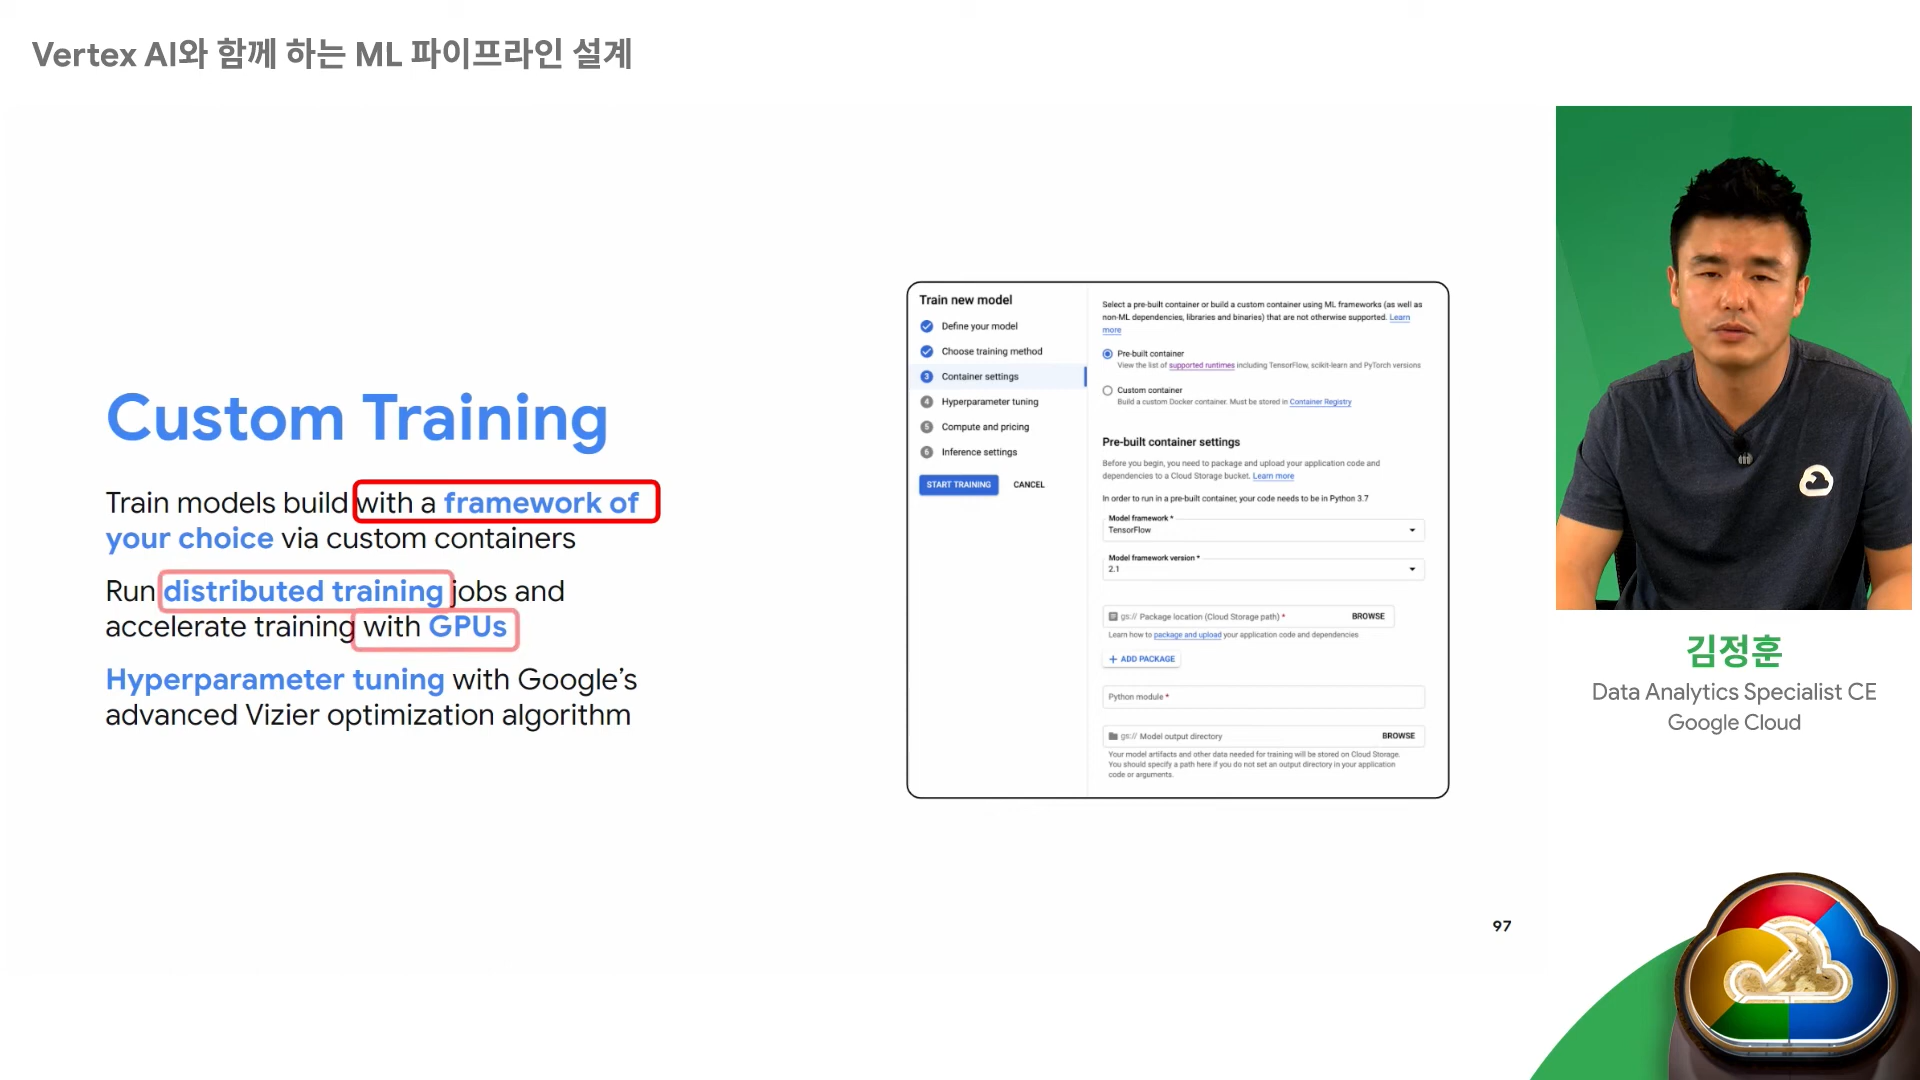 Vertex AI와 함께 하는 ML 파이프라인 설계
Custom Training
Train models build with a framework of
your choice via custom containers
Run distributed training jobs and
accelerate training with GPUs
Hyperparameter tuning with Google's
advanced Vizier optimization algorithm
Train new model
Define your model
Choose training method
3 Container settings
4 Hyperparameter tuning
5 Compute and pricing
6 Inference settings
START TRAINING CANCEL
Select a pre-built container or build a custom container using ML frameworks (as well as
non-ML dependencies, libraries and binaries) that are not otherwise supported. Learn
more
Pre-built container
View the list of supported runtimes including TensorFlow, scikit-learn and PyTorch versions
Custom container
Build a custom Docker container. Must be stored in Container Registry
Pre-built container settings
Before you begin, you need to package and upload your application code and
dependencies to a Cloud Storage bucket. Learn more
In order to run in a pre-built container, your code needs to be in Python 3.7
Model framework *
TensorFlow
Model framework version *
2.1
gs:// Package location (Cloud Storage path) * BROWSE
Learn how to package and upload your application code and dependencies
+ ADD PACKAGE
Python module *
gs:// Model output directory BROWSE
Your model artifacts and other data needed for training will be stored on Cloud Storage.
You should specify a path here if you do not set an output directory in your application
code or arguments.
97
김정훈
Data Analytics Specialist CE
Google Cloud